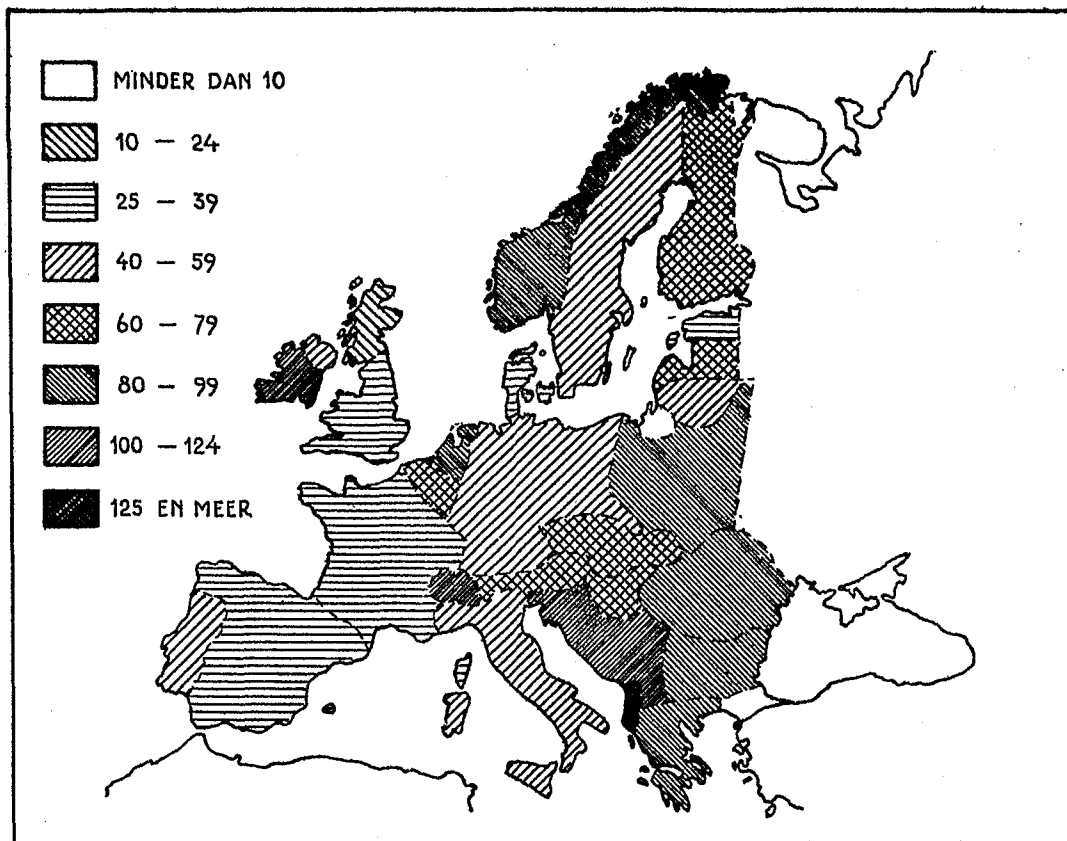 MINDER DAN 10
10 — 24
25 — 39
40 — 59
60 — 79
80 — 99
100 — 124
125 EN MEER